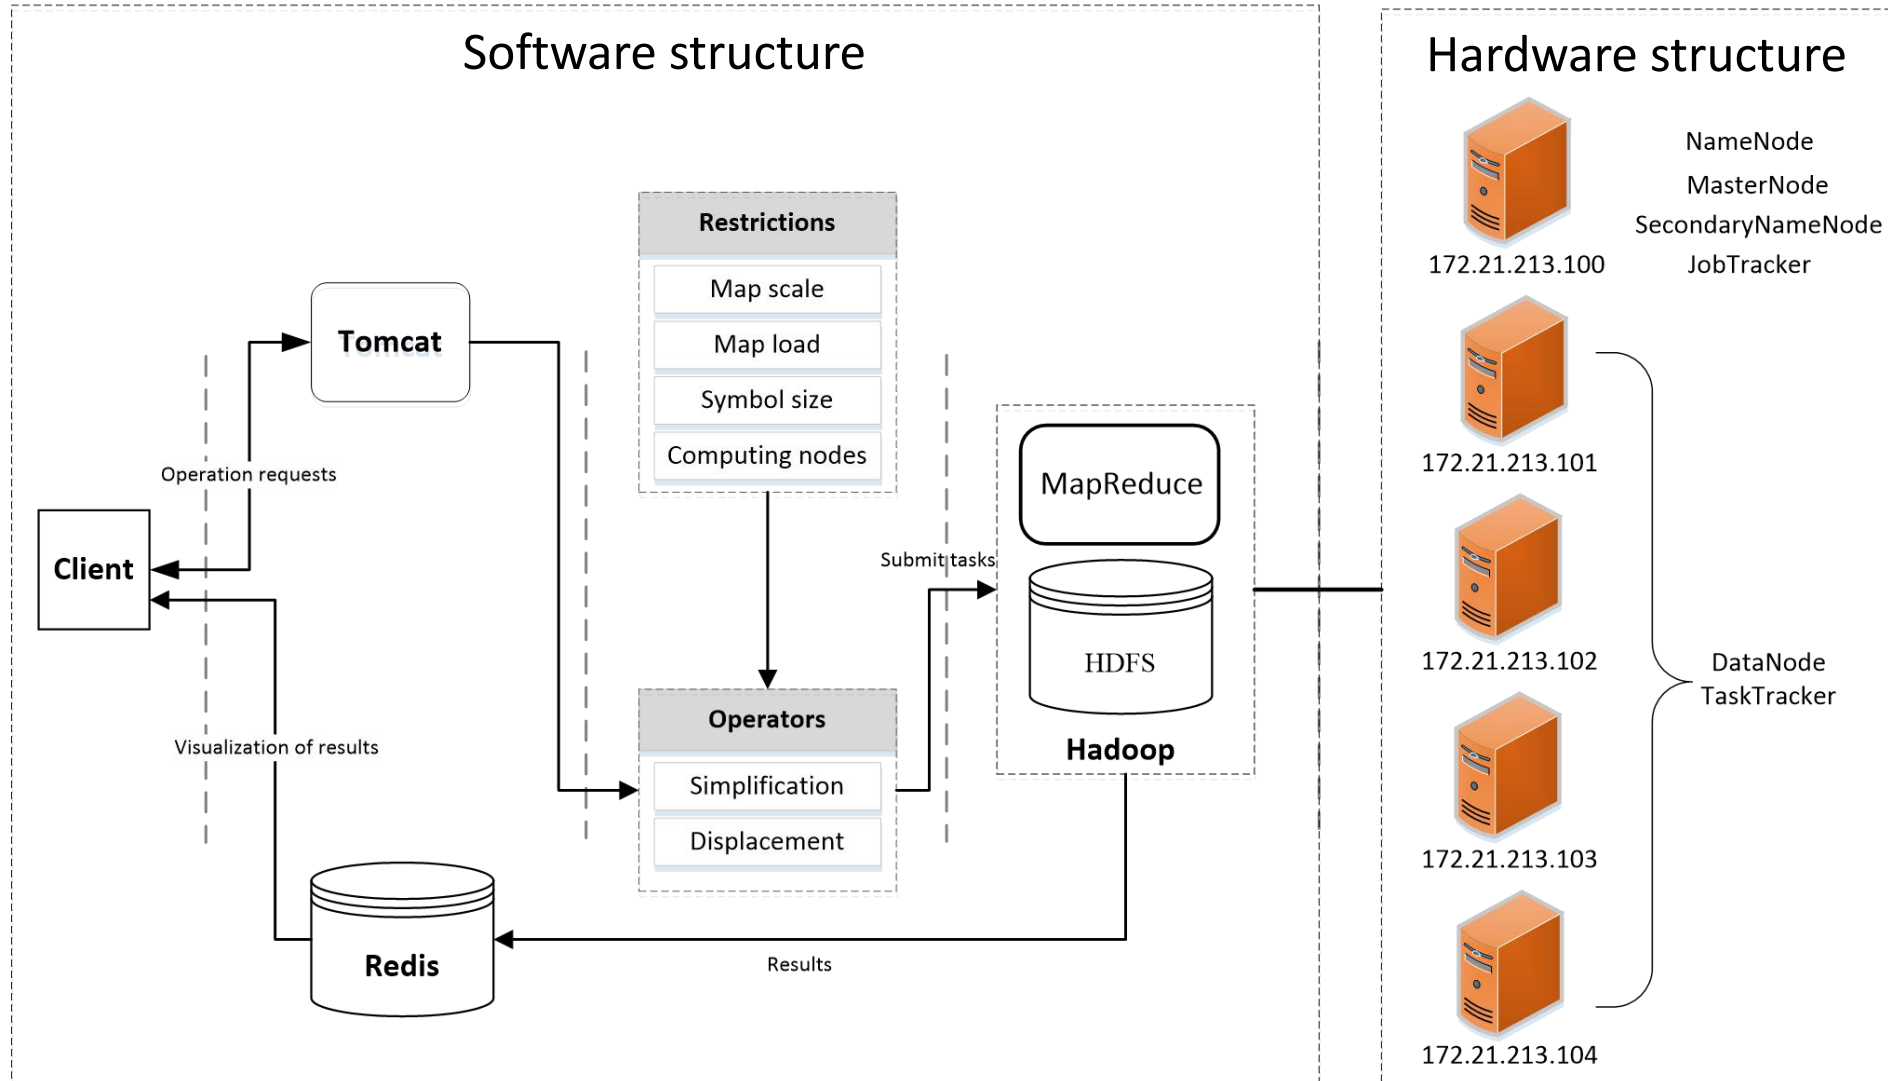 Software structure
Restrictions
Map scale
Map load
Symbol size
Computing nodes
Tomcat
Operation requests
Client
Visualization of results
Operators
Simplification
Displacement
Submit tasks
MapReduce
HDFS
Hadoop
Redis
Results
Hardware structure
172.21.213.100
NameNode
MasterNode
SecondaryNameNode
JobTracker
172.21.213.101
172.21.213.102
172.21.213.103
172.21.213.104
DataNode
TaskTracker